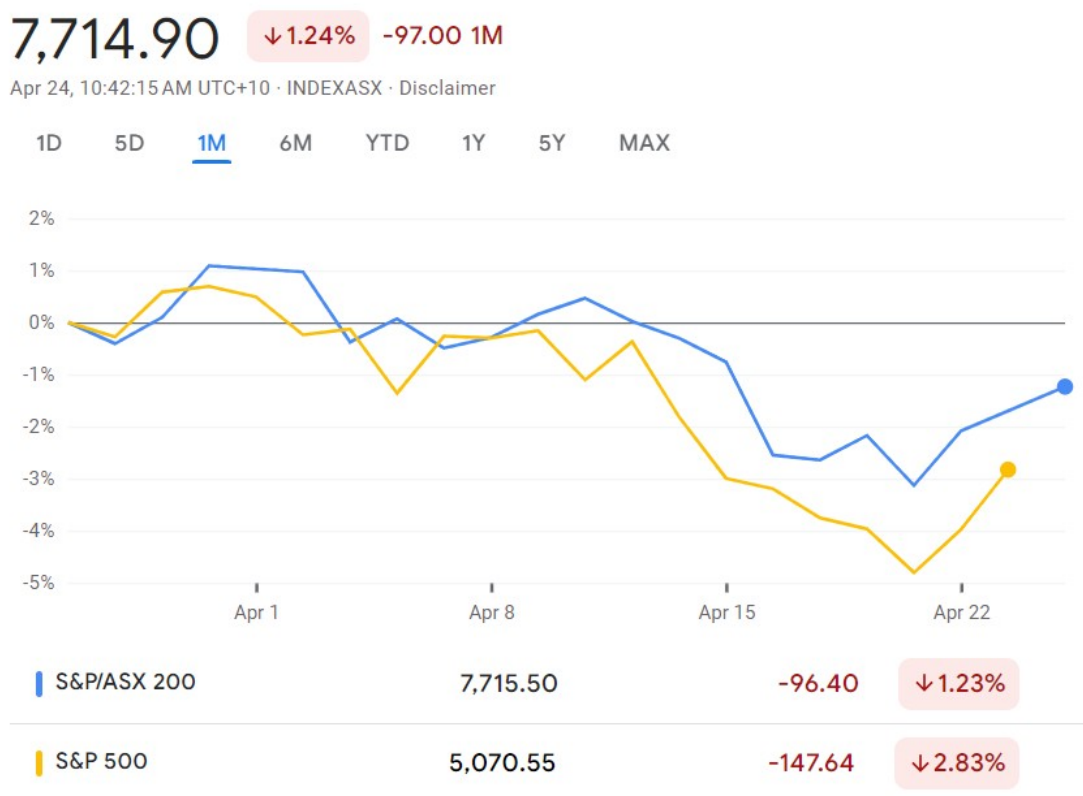 7,714.90 ↓1.24% -97.00 1M
Apr 24, 10:42:15 AM UTC+10 · INDEXASX · Disclaimer
1D 5D 1M 6M YTD 1Y 5Y MAX
2%
1%
0%
-1%
-2%
-3%
-4%
-5%
Apr 1 Apr 8 Apr 15 Apr 22
S&P/ASX 200 7,715.50 -96.40 ↓1.23%
S&P 500 5,070.55 -147.64 ↓2.83%